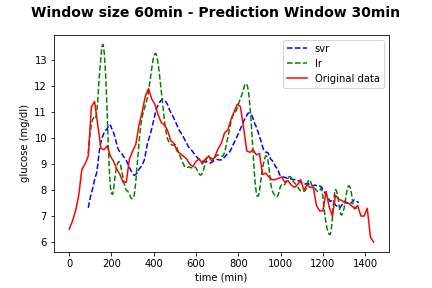 Window size 60min - Prediction Window 30min
svr
lr
Original data
glucose (mg/dl)
13
12
11
10
9
8
7
6
0 200 400 600 800 1000 1200 1400
time (min)